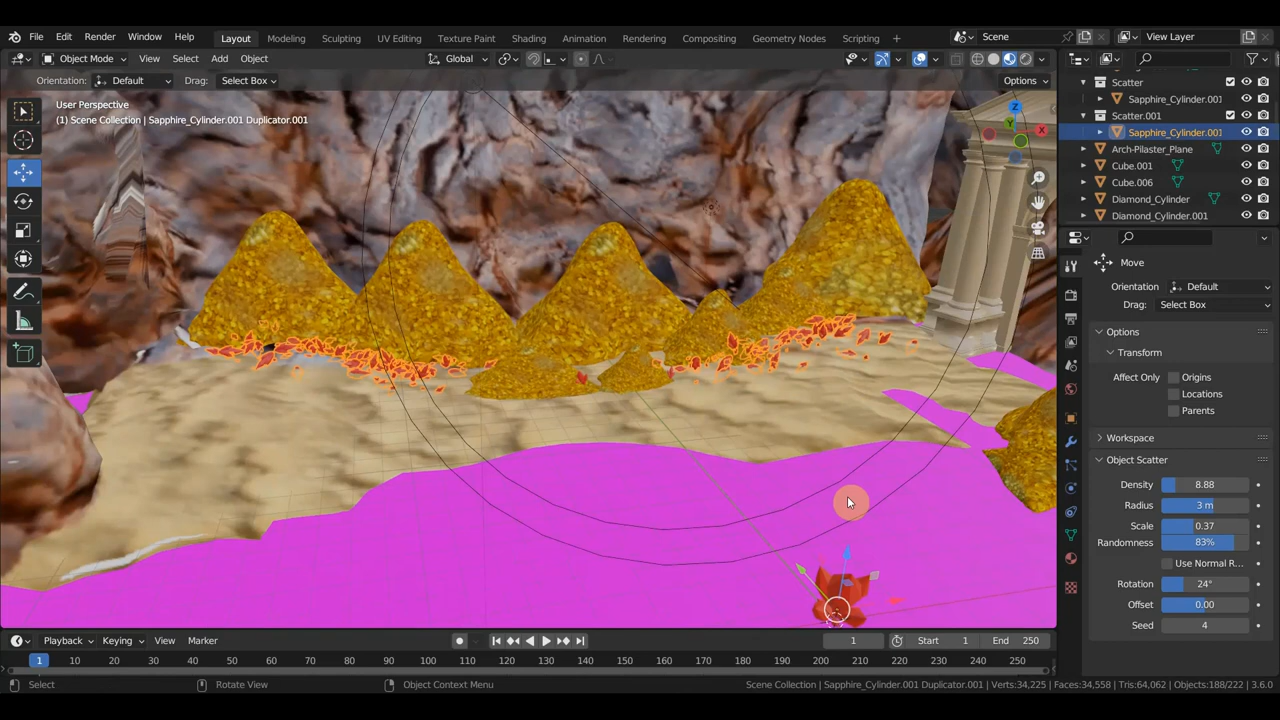 File Edit Render Window Help Layout Modeling Sculpting UV Editing Texture Paint Shading Animation Rendering Compositing Geometry Nodes Scripting + Scene View Layer
Object Mode View Select Add Object Global
Orientation: Default Drag: Select Box Options
User Perspective
(1) Scene Collection | Sapphire_Cylinder.001 Duplicator.001
Z
Y
X
Scatter
Sapphire_Cylinder.001
Scatter.001
Sapphire_Cylinder.001
Arch-Pilaster_Plane
Cube.001
Cube.006
Diamond_Cylinder
Diamond_Cylinder.001
Move
Orientation: Default
Drag: Select Box
Options
Transform
Affect Only Origins
Locations
Parents
Workspace
Object Scatter
Density 8.88
Radius 3 m
Scale 0.37
Randomness 83%
Use Normal R...
Rotation 24°
Offset 0.00
Seed 4
Playback Keying View Marker 1 Start 1 End 250
1 10 20 30 40 50 60 70 80 90 100 110 120 130 140 150 160 170 180 190 200 210 220 230 240 250
Select Rotate View Object Context Menu Scene Collection | Sapphire_Cylinder.001 Duplicator.001 | Verts:34,225 | Faces:34,558 | Tris:64,062 | Objects:188/222 | 3.6.0